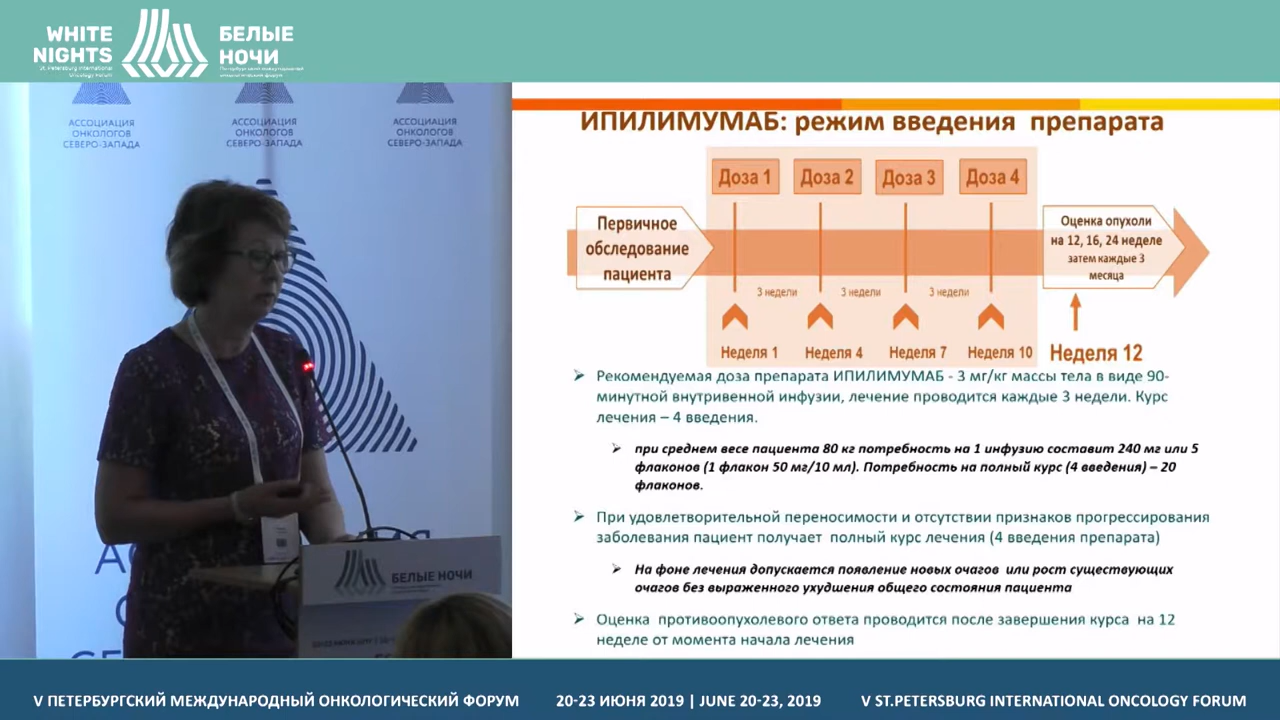 WHITE
NIGHTS
St. Petersburg International
Oncology Forum
БЕЛЫЕ
НОЧИ
Петербургский международный
онкологический форум
АССОЦИАЦИЯ
ОНКОЛОГОВ
СЕВЕРО-ЗАПАДА
АССОЦИАЦИЯ
ОНКОЛОГОВ
СЕВЕРО-ЗАПАДА
АССОЦИАЦИЯ
ОНКОЛОГОВ
СЕВЕРО-ЗАПАДА
БЕЛЫЕ НОЧИ
ИПИЛИМУМАБ: режим введения препарата
Доза 1
Доза 2
Доза 3
Доза 4
Первичное
обследование
пациента
Оценка опухоли
на 12, 16, 24 неделе
затем каждые 3
месяца
3 недели
3 недели
3 недели
Неделя 1
Неделя 4
Неделя 7
Неделя 10
Неделя 12
Рекомендуемая доза препарата ИПИЛИМУМАБ - 3 мг/кг массы тела в виде 90-
минутной внутривенной инфузии, лечение проводится каждые 3 недели. Курс
лечения – 4 введения.
при среднем весе пациента 80 кг потребность на 1 инфузию составит 240 мг или 5
флаконов (1 флакон 50 мг/10 мл). Потребность на полный курс (4 введения) – 20
флаконов.
При удовлетворительной переносимости и отсутствии признаков прогрессирования
заболевания пациент получает полный курс лечения (4 введения препарата)
На фоне лечения допускается появление новых очагов или рост существующих
очагов без выраженного ухудшения общего состояния пациента
Оценка противоопухолевого ответа проводится после завершения курса на 12
неделе от момента начала лечения
V ПЕТЕРБУРГСКИЙ МЕЖДУНАРОДНЫЙ ОНКОЛОГИЧЕСКИЙ ФОРУМ
20-23 ИЮНЯ 2019 | JUNE 20-23, 2019
V ST.PETERSBURG INTERNATIONAL ONCOLOGY FORUM